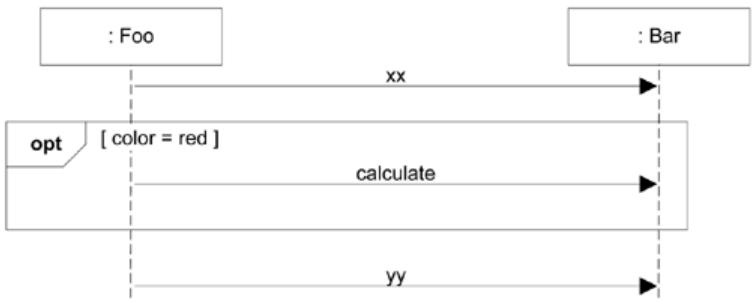 : Foo
: Bar
xx
opt
[ color = red ]
calculate
yy